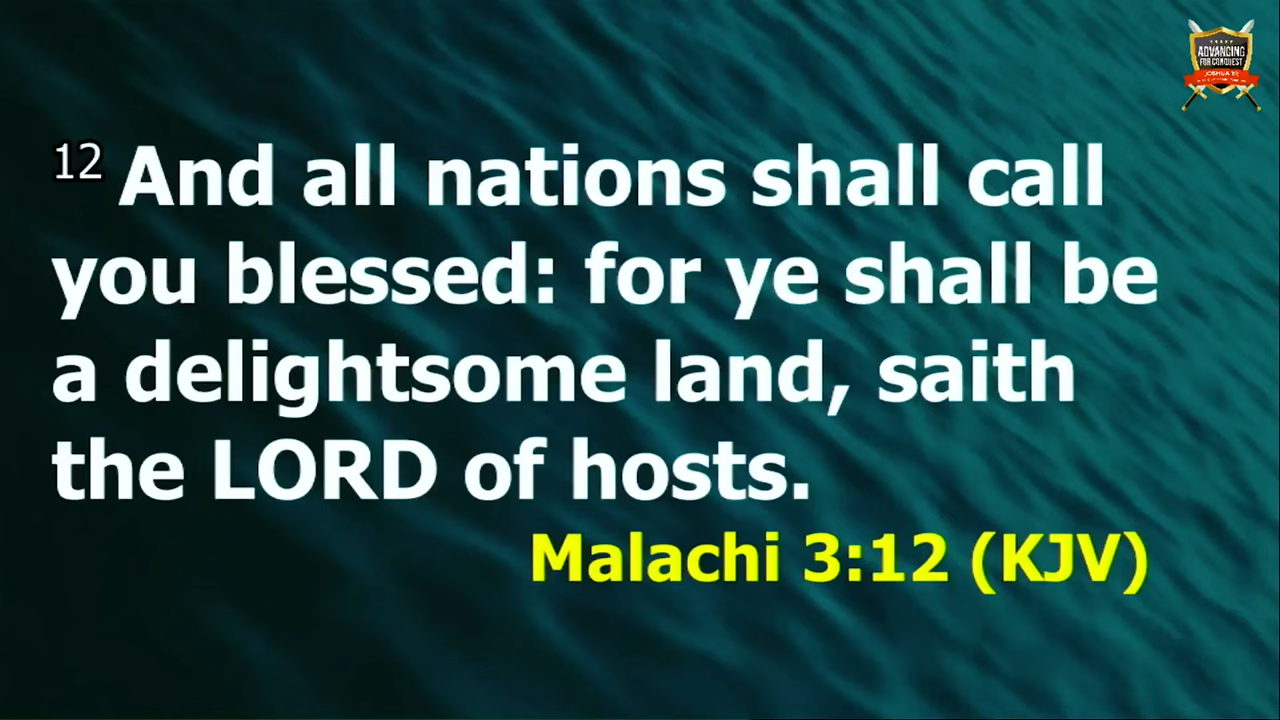 ADVANCING
FOR CONQUEST
12 And all nations shall call
you blessed: for ye shall be
a delightsome land, saith
the LORD of hosts.
Malachi 3:12 (KJV)